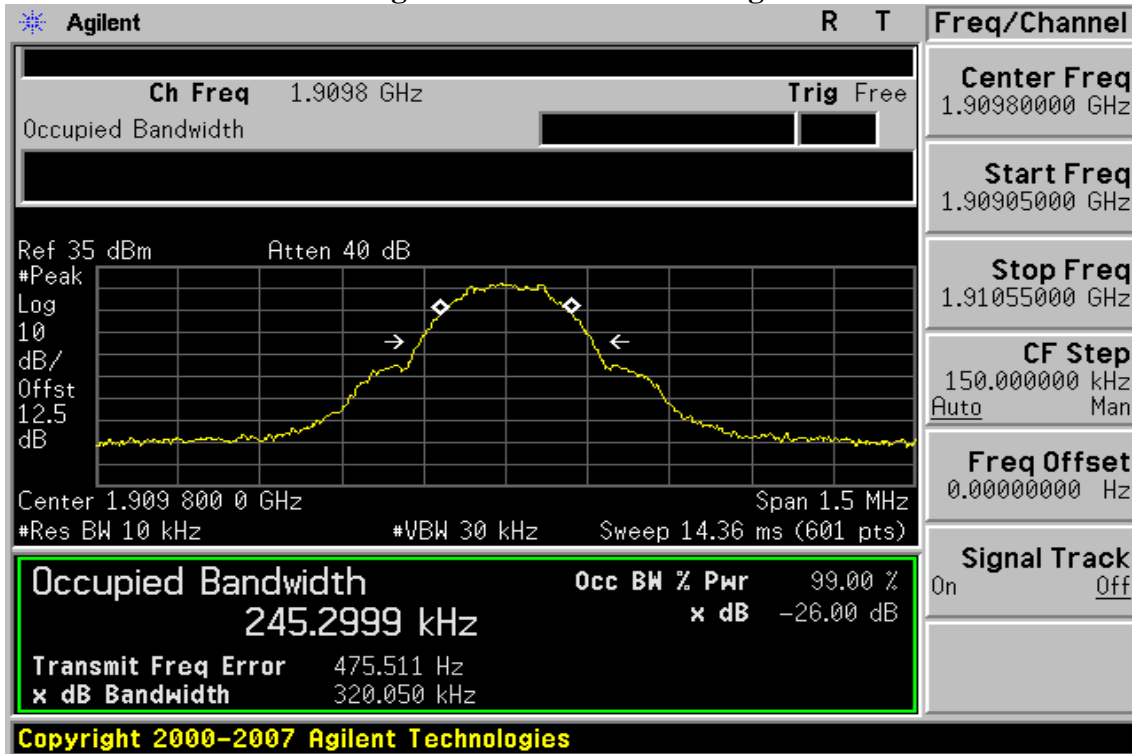 Agilent
R T
Freq/Channel
Ch Freq 1.9098 GHz
Trig Free
Occupied Bandwidth
Center Freq
1.90980000 GHz
Start Freq
1.90905000 GHz
Stop Freq
1.91055000 GHz
CF Step
150.000000 kHz
Auto Man
Freq Offset
0.00000000 Hz
Signal Track
On Off
Ref 35 dBm
Atten 40 dB
#Peak
Log
10
dB/
Offst
12.5
dB
Center 1.909 800 0 GHz
Span 1.5 MHz
#Res BW 10 kHz
#VBW 30 kHz
Sweep 14.36 ms (601 pts)
Occupied Bandwidth
245.2999 kHz
Occ BW % Pwr 99.00 %
x dB -26.00 dB
Transmit Freq Error 475.511 Hz
x dB Bandwidth 320.050 kHz
Copyright 2000-2007 Agilent Technologies